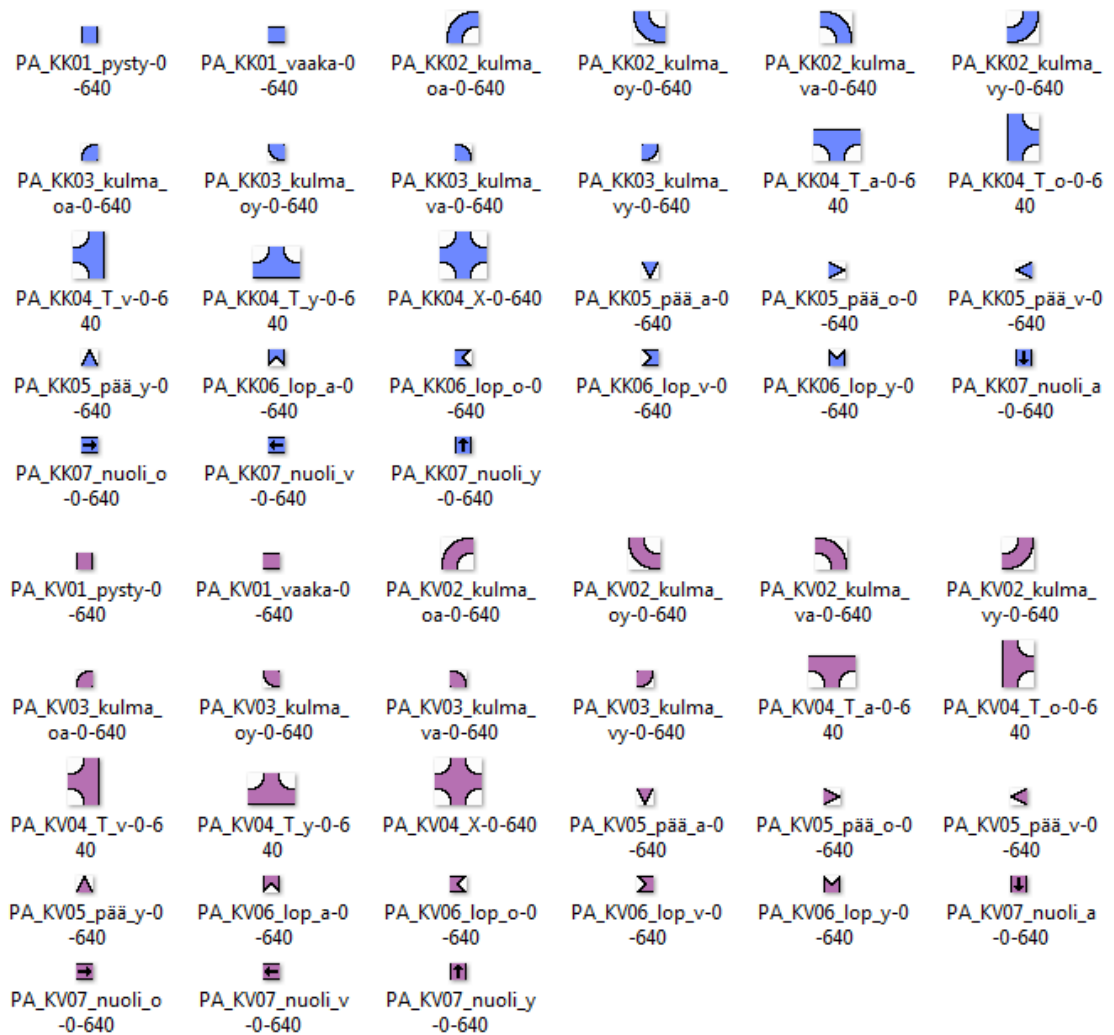 PA_KK01_pysty-0 PA_KK01_vaaka-0 PA_KK02_kulma_ PA_KK02_kulma_ PA_KK02_kulma_ PA_KK02_kulma_
-640 -640 oa-0-640 oy-0-640 va-0-640 vy-0-640
PA_KK03_kulma_ PA_KK03_kulma_ PA_KK03_kulma_ PA_KK03_kulma_ PA_KK04_T_a-0-6 PA_KK04_T_o-0-6
oa-0-640 oy-0-640 va-0-640 vy-0-640 40 40
PA_KK04_T_v-0-6 PA_KK04_T_y-0-6 PA_KK04_X-0-640 PA_KK05_pää_a-0 PA_KK05_pää_o-0 PA_KK05_pää_v-0
40 40 -640 -640 -640
PA_KK05_pää_y-0 PA_KK06_lop_a-0 PA_KK06_lop_o-0 PA_KK06_lop_v-0 PA_KK06_lop_y-0 PA_KK07_nuoli_a
-640 -640 -640 -640 -640 -0-640
PA_KK07_nuoli_o PA_KK07_nuoli_v PA_KK07_nuoli_y
-0-640 -0-640 -0-640
PA_KV01_pysty-0 PA_KV01_vaaka-0 PA_KV02_kulma_ PA_KV02_kulma_ PA_KV02_kulma_ PA_KV02_kulma_
-640 -640 oa-0-640 oy-0-640 va-0-640 vy-0-640
PA_KV03_kulma_ PA_KV03_kulma_ PA_KV03_kulma_ PA_KV03_kulma_ PA_KV04_T_a-0-6 PA_KV04_T_o-0-6
oa-0-640 oy-0-640 va-0-640 vy-0-640 40 40
PA_KV04_T_v-0-6 PA_KV04_T_y-0-6 PA_KV04_X-0-640 PA_KV05_pää_a-0 PA_KV05_pää_o-0 PA_KV05_pää_v-0
40 40 -640 -640 -640
PA_KV05_pää_y-0 PA_KV06_lop_a-0 PA_KV06_lop_o-0 PA_KV06_lop_v-0 PA_KV06_lop_y-0 PA_KV07_nuoli_a
-640 -640 -640 -640 -640 -0-640
PA_KV07_nuoli_o PA_KV07_nuoli_v PA_KV07_nuoli_y
-0-640 -0-640 -0-640